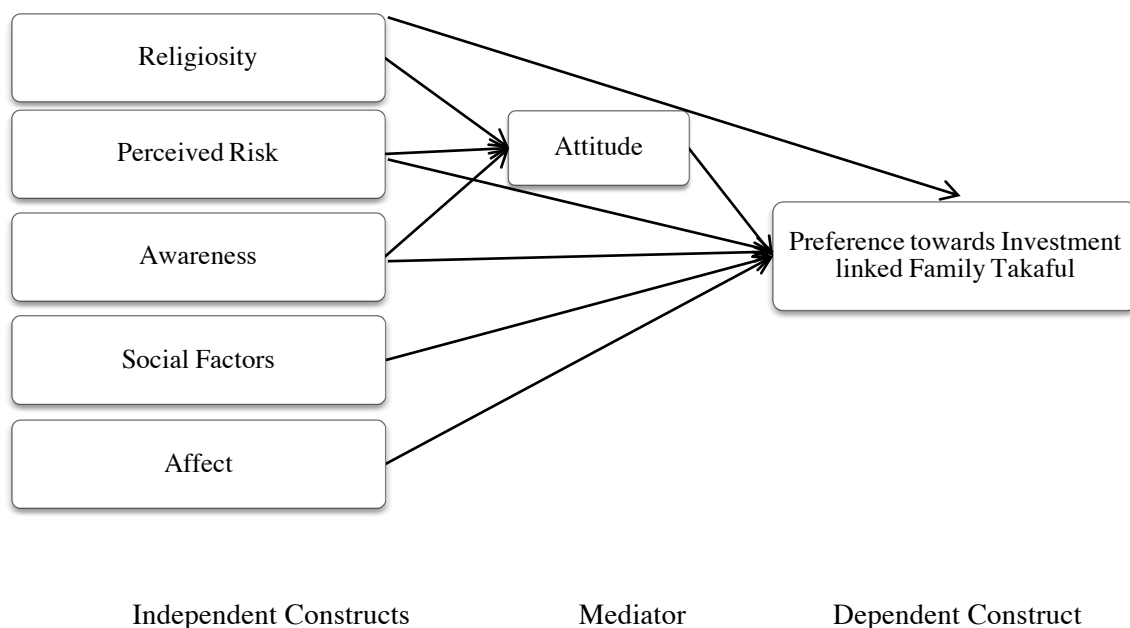 Religiosity
Perceived Risk
Attitude
Awareness
Preference towards Investment
linked Family Takaful
Social Factors
Affect
Independent Constructs
Mediator
Dependent Construct